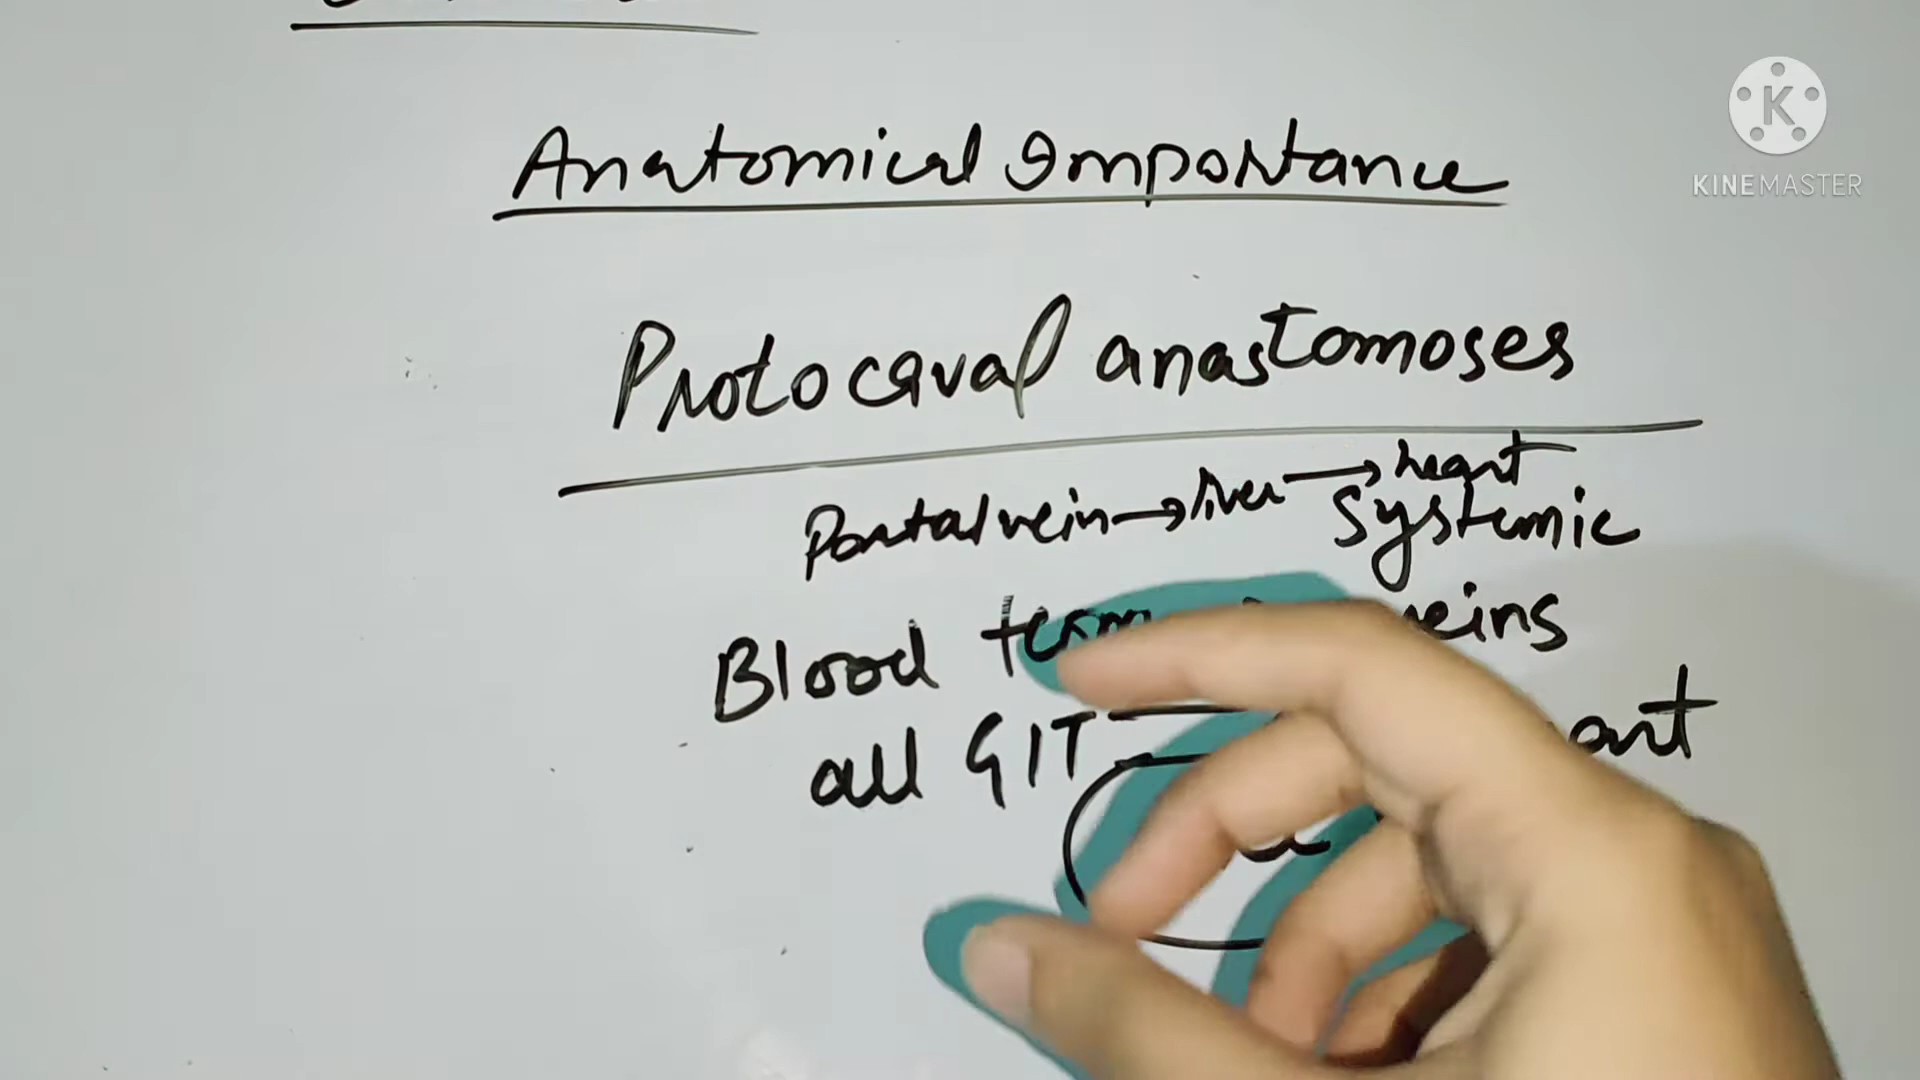 Anatomical Importance
Protocaval anastomoses
Portal vein → liver → heart
Systemic
Blood veins
all GIT
K
KINEMASTER